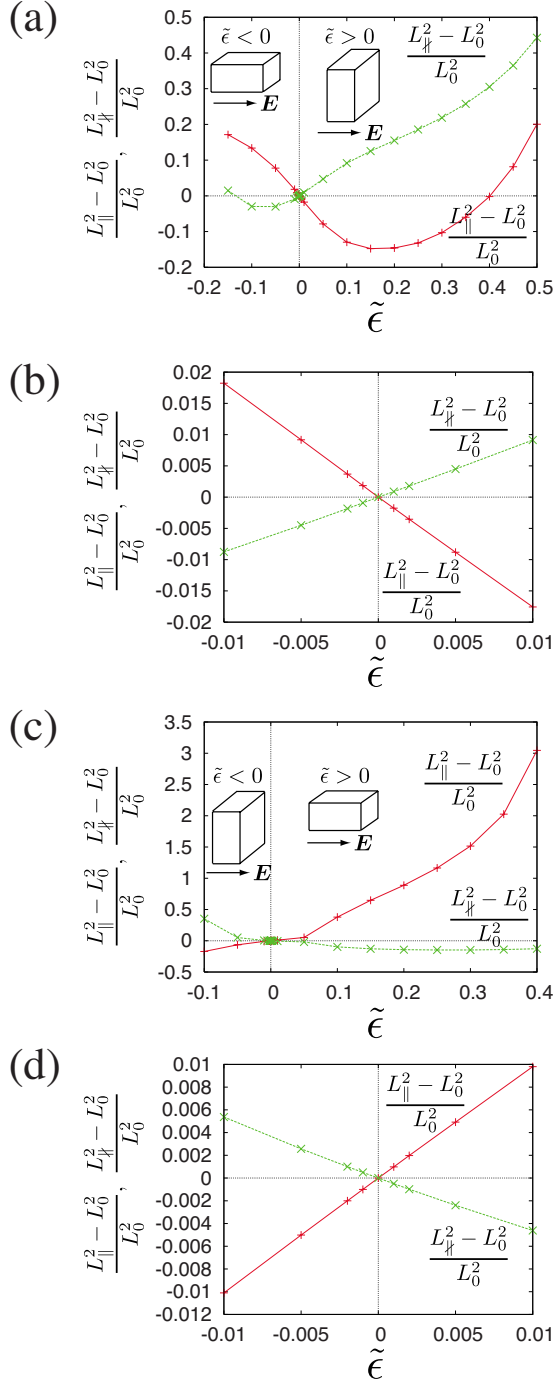 (a)
0.5
0.4
0.3
0.2
0.1
0
-0.1
-0.2
-0.2 -0.1 0 0.1 0.2 0.3 0.4 0.5
ϵ̃
(L∥² − L₀²)/L₀² , (L∦² − L₀²)/L₀²
ϵ̃ < 0
E
ϵ̃ > 0
E
(L∦² − L₀²)/L₀²
(L∥² − L₀²)/L₀²
(b)
0.02
0.015
0.01
0.005
0
-0.005
-0.01
-0.015
-0.02
-0.01 -0.005 0 0.005 0.01
ϵ̃
(L∥² − L₀²)/L₀² , (L∦² − L₀²)/L₀²
(L∦² − L₀²)/L₀²
(L∥² − L₀²)/L₀²
(c)
3.5
3
2.5
2
1.5
1
0.5
0
-0.5
-0.1 0 0.1 0.2 0.3 0.4
ϵ̃
(L∥² − L₀²)/L₀² , (L∦² − L₀²)/L₀²
ϵ̃ < 0
E
ϵ̃ > 0
E
(L∥² − L₀²)/L₀²
(L∦² − L₀²)/L₀²
(d)
0.01
0.008
0.006
0.004
0.002
0
-0.002
-0.004
-0.006
-0.008
-0.01
-0.012
-0.01 -0.005 0 0.005 0.01
ϵ̃
(L∥² − L₀²)/L₀² , (L∦² − L₀²)/L₀²
(L∥² − L₀²)/L₀²
(L∦² − L₀²)/L₀²